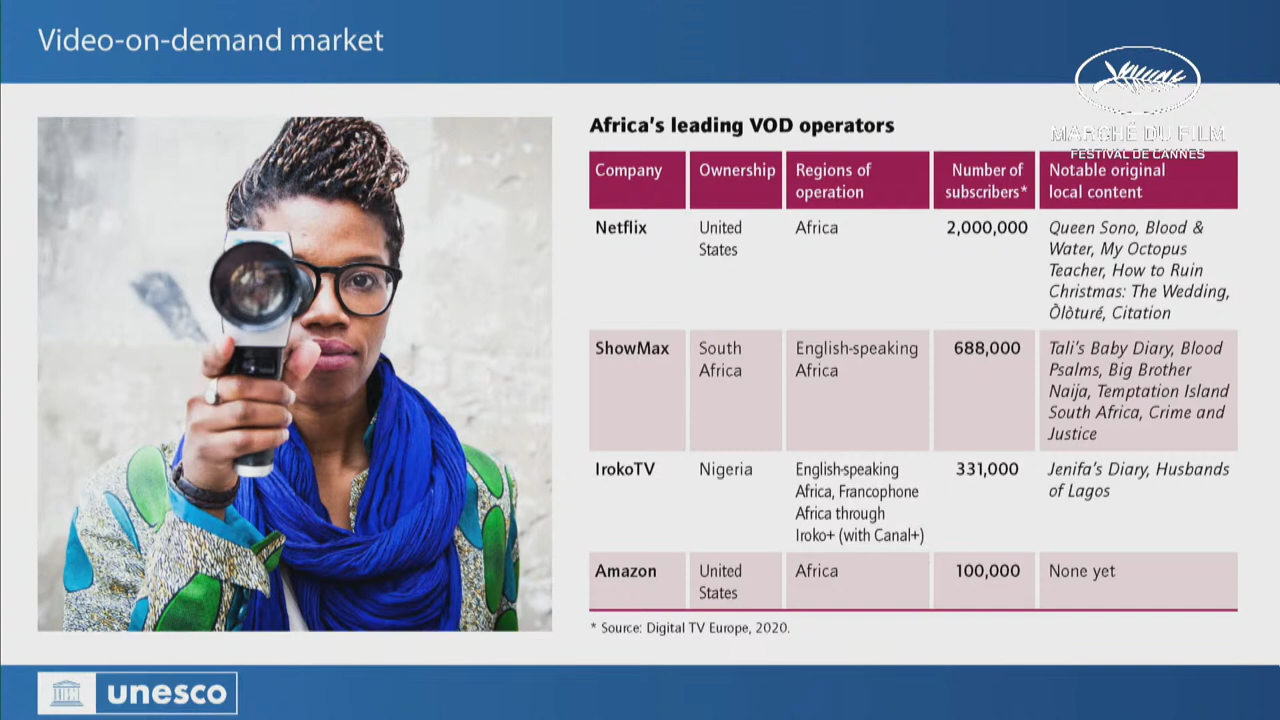 Video-on-demand market
MARCHÉ DU FILM
FESTIVAL DE CANNES
Africa's leading VOD operators
Company
Ownership
Regions of
operation
Number of
subscribers*
Notable original
local content
Netflix
United
States
Africa
2,000,000
Queen Sono, Blood &
Water, My Octopus
Teacher, How to Ruin
Christmas: The Wedding,
Òlòturé, Citation
ShowMax
South
Africa
English-speaking
Africa
688,000
Tali's Baby Diary, Blood
Psalms, Big Brother
Naija, Temptation Island
South Africa, Crime and
Justice
IrokoTV
Nigeria
English-speaking
Africa, Francophone
Africa through
Iroko+ (with Canal+)
331,000
Jenifa's Diary, Husbands
of Lagos
Amazon
United
States
Africa
100,000
None yet
* Source: Digital TV Europe, 2020.
unesco